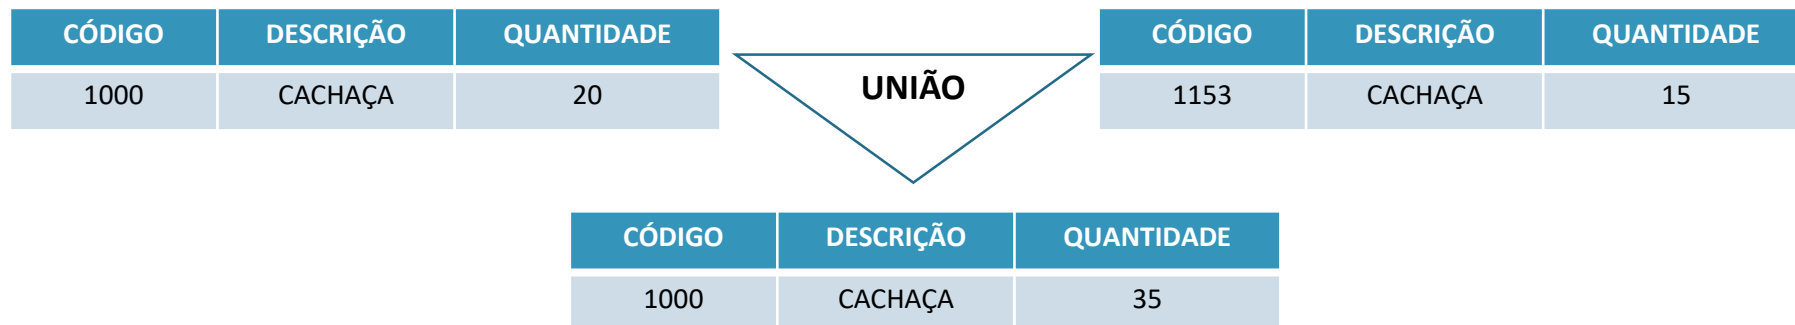 CÓDIGO DESCRIÇÃO QUANTIDADE
1000 CACHAÇA 20
UNIÃO
CÓDIGO DESCRIÇÃO QUANTIDADE
1153 CACHAÇA 15
CÓDIGO DESCRIÇÃO QUANTIDADE
1000 CACHAÇA 35